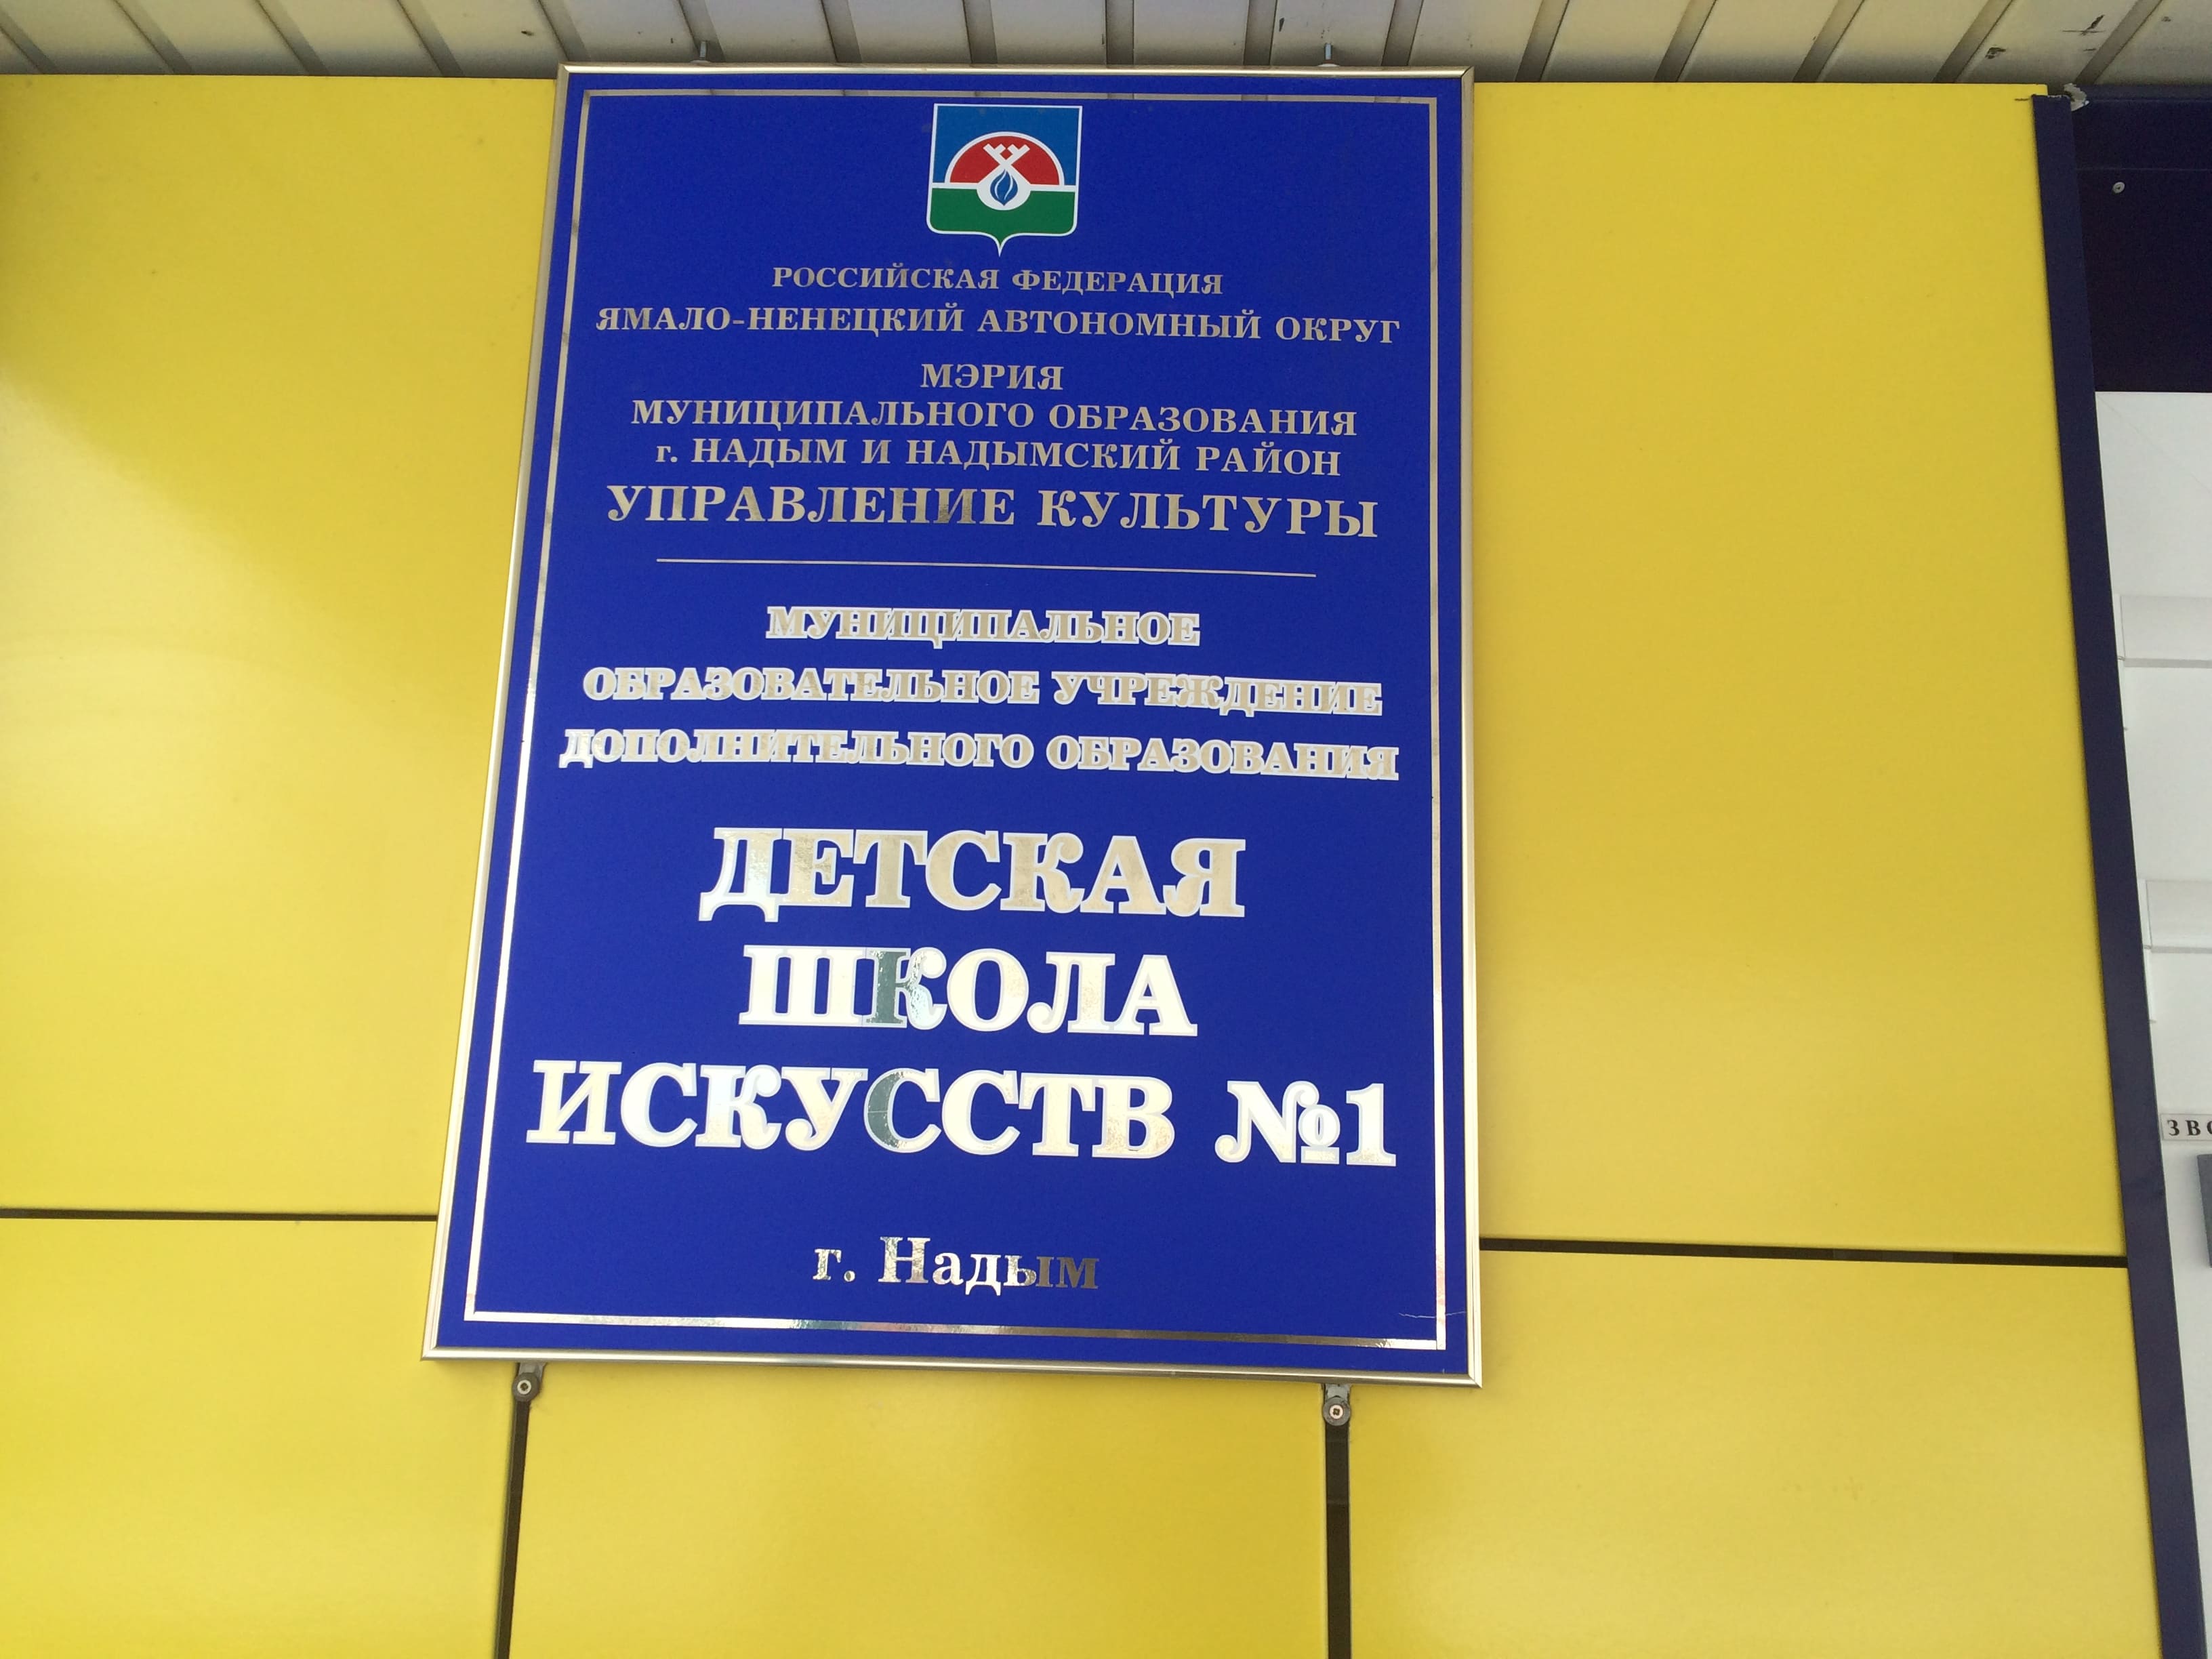 РОССИЙСКАЯ ФЕДЕРАЦИЯ
ЯМАЛО-НЕНЕЦКИЙ АВТОНОМНЫЙ ОКРУГ
МЭРИЯ
МУНИЦИПАЛЬНОГО ОБРАЗОВАНИЯ
г. НАДЫМ И НАДЫМСКИЙ РАЙОН
УПРАВЛЕНИЕ КУЛЬТУРЫ
МУНИЦИПАЛЬНОЕ
ОБРАЗОВАТЕЛЬНОЕ УЧРЕЖДЕНИЕ
ДОПОЛНИТЕЛЬНОГО ОБРАЗОВАНИЯ
ДЕТСКАЯ
ШКОЛА
ИСКУССТВ №1
г. Надым